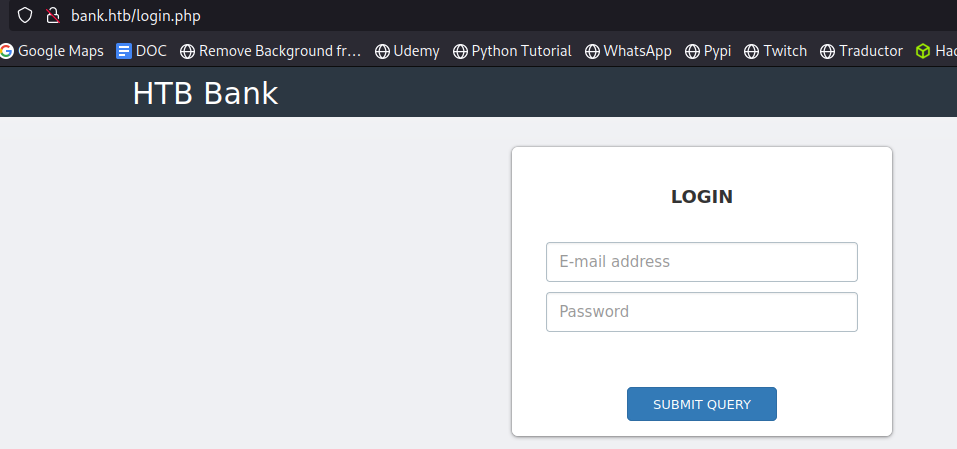 bank.htb/login.php
Google Maps DOC Remove Background fr... Udemy Python Tutorial WhatsApp Pypi Twitch Traductor Hac
HTB Bank
LOGIN
E-mail address
Password
SUBMIT QUERY